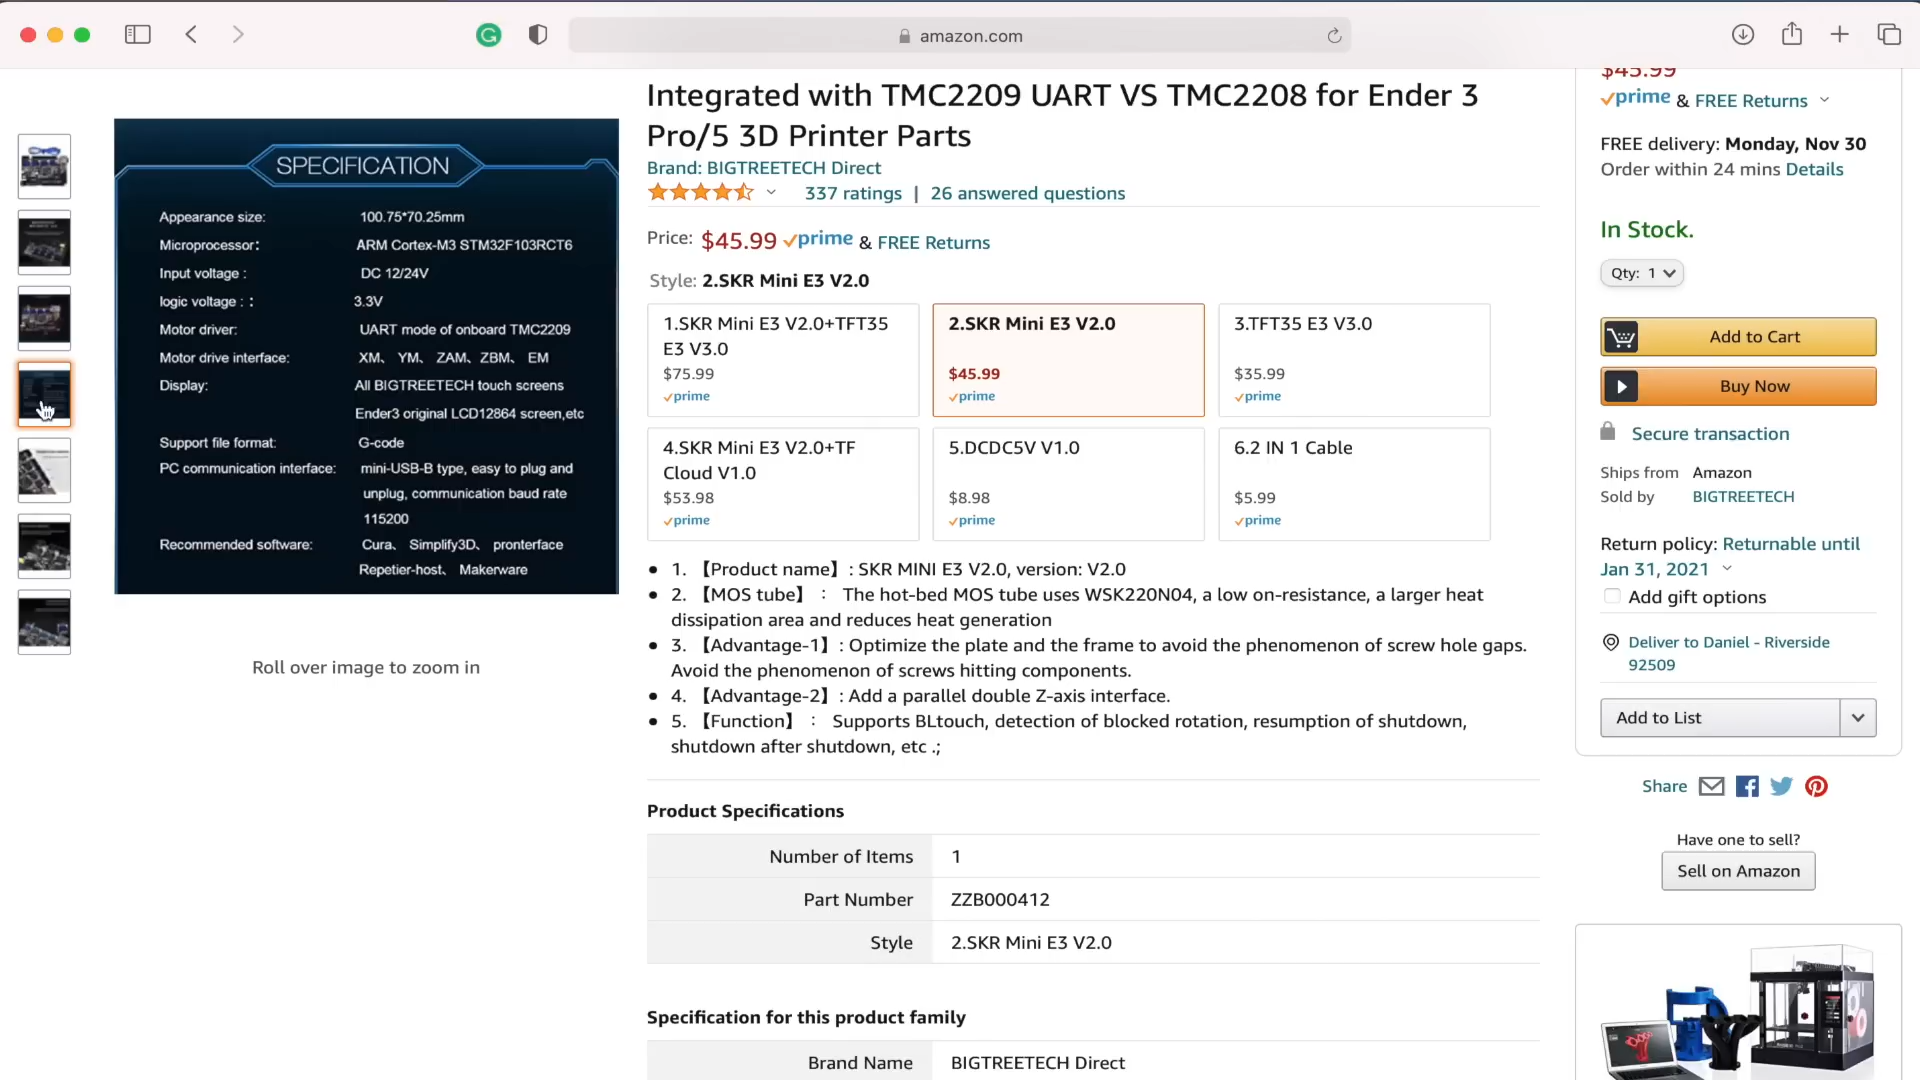 amazon.com
Integrated with TMC2209 UART VS TMC2208 for Ender 3
Pro/5 3D Printer Parts
Brand: BIGTREETECH Direct
337 ratings | 26 answered questions
Price: $45.99 prime & FREE Returns
Style: 2.SKR Mini E3 V2.0
1.SKR Mini E3 V2.0+TFT35
E3 V3.0
$75.99
prime
2.SKR Mini E3 V2.0
$45.99
prime
3.TFT35 E3 V3.0
$35.99
prime
4.SKR Mini E3 V2.0+TF
Cloud V1.0
$53.98
prime
5.DCDC5V V1.0
$8.98
prime
6.2 IN 1 Cable
$5.99
prime
• 1. 【Product name】: SKR MINI E3 V2.0, version: V2.0
• 2. 【MOS tube】： The hot-bed MOS tube uses WSK220N04, a low on-resistance, a larger heat
dissipation area and reduces heat generation
• 3. 【Advantage-1】: Optimize the plate and the frame to avoid the phenomenon of screw hole gaps.
Avoid the phenomenon of screws hitting components.
• 4. 【Advantage-2】: Add a parallel double Z-axis interface.
• 5. 【Function】： Supports BLtouch, detection of blocked rotation, resumption of shutdown,
shutdown after shutdown, etc .;
Product Specifications
Number of Items 1
Part Number ZZB000412
Style 2.SKR Mini E3 V2.0
Specification for this product family
Brand Name BIGTREETECH Direct
SPECIFICATION
Appearance size: 100.75*70.25mm
Microprocessor: ARM Cortex-M3 STM32F103RCT6
Input voltage : DC 12/24V
logic voltage : : 3.3V
Motor driver: UART mode of onboard TMC2209
Motor drive interface: XM、 YM、 ZAM、 ZBM、 EM
Display: All BIGTREETECH touch screens
Ender3 original LCD12864 screen,etc
Support file format: G-code
PC communication interface: mini-USB-B type, easy to plug and
unplug, communication baud rate
115200
Recommended software: Cura、 Simplify3D、 pronterface
Repetier-host、 Makerware
Roll over image to zoom in
$45.99
prime & FREE Returns
FREE delivery: Monday, Nov 30
Order within 24 mins Details
In Stock.
Qty: 1
Add to Cart
Buy Now
Secure transaction
Ships from Amazon
Sold by BIGTREETECH
Return policy: Returnable until
Jan 31, 2021
Add gift options
Deliver to Daniel - Riverside
92509
Add to List
Share
Have one to sell?
Sell on Amazon